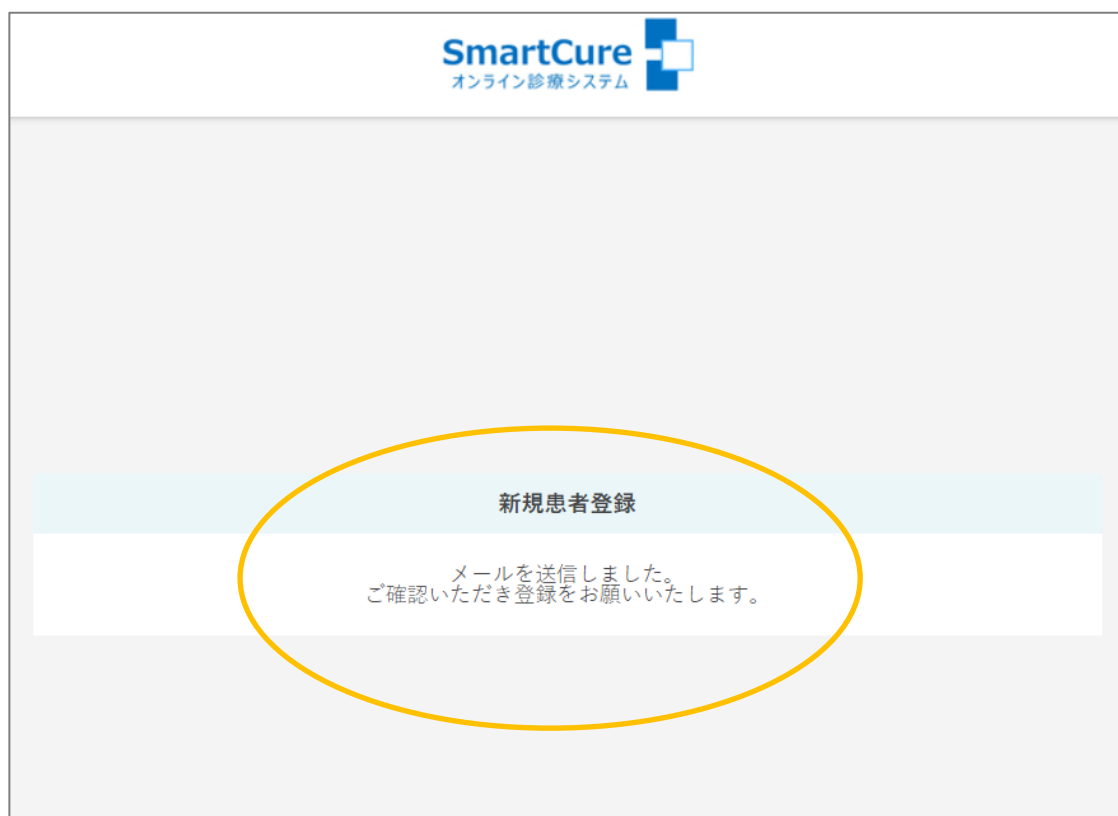 SmartCure
オンライン診療システム
新規患者登録
メールを送信しました。
ご確認いただき登録をお願いいたします。